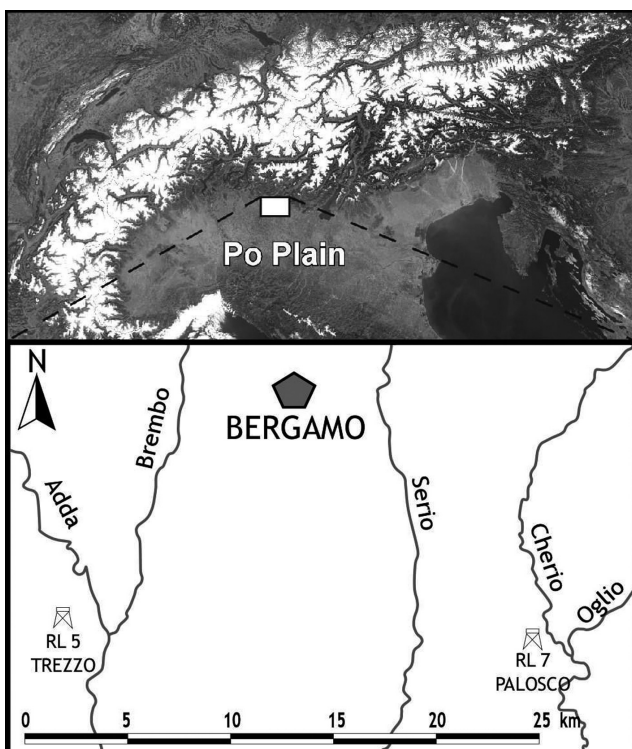 Po Plain
N
BERGAMO
Brembo
Adda
Serio
Cherio
Oglio
RL 5
TREZZO
RL 7
PALOSCO
0 5 10 15 20 25 km